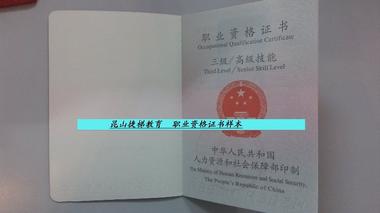 职业资格证书
Occupational Qualification Certificate
三级/高级技能
Third Level / Senior Skill Level
昆山捷梯教育 职业资格证书样本
中华人民共和国
人力资源和社会保障部印制
The Ministry of Human Resources and Social Security,
The People's Republic of China